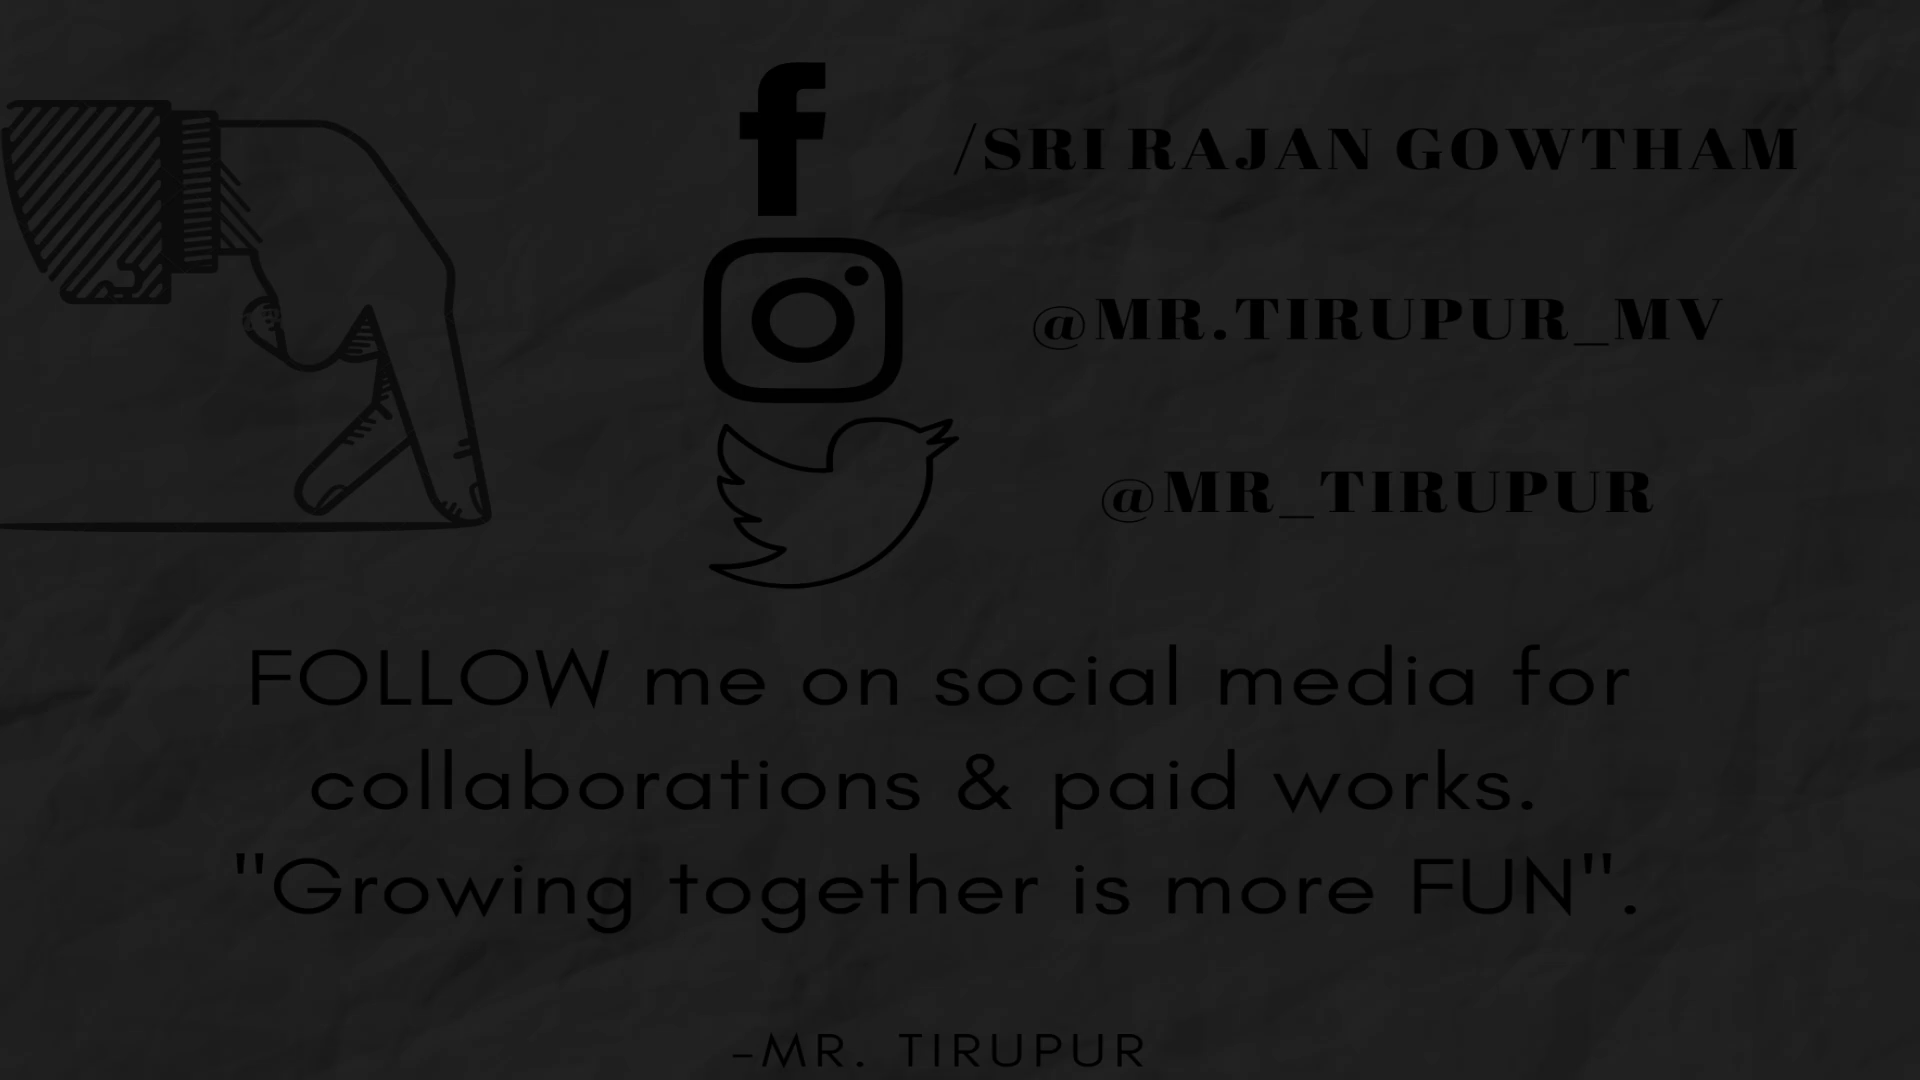 /SRI RAJAN GOWTHAM
@MR.TIRUPUR_MV
@MR_TIRUPUR
FOLLOW me on social media for
collaborations & paid works.
"Growing together is more FUN".
-MR. TIRUPUR